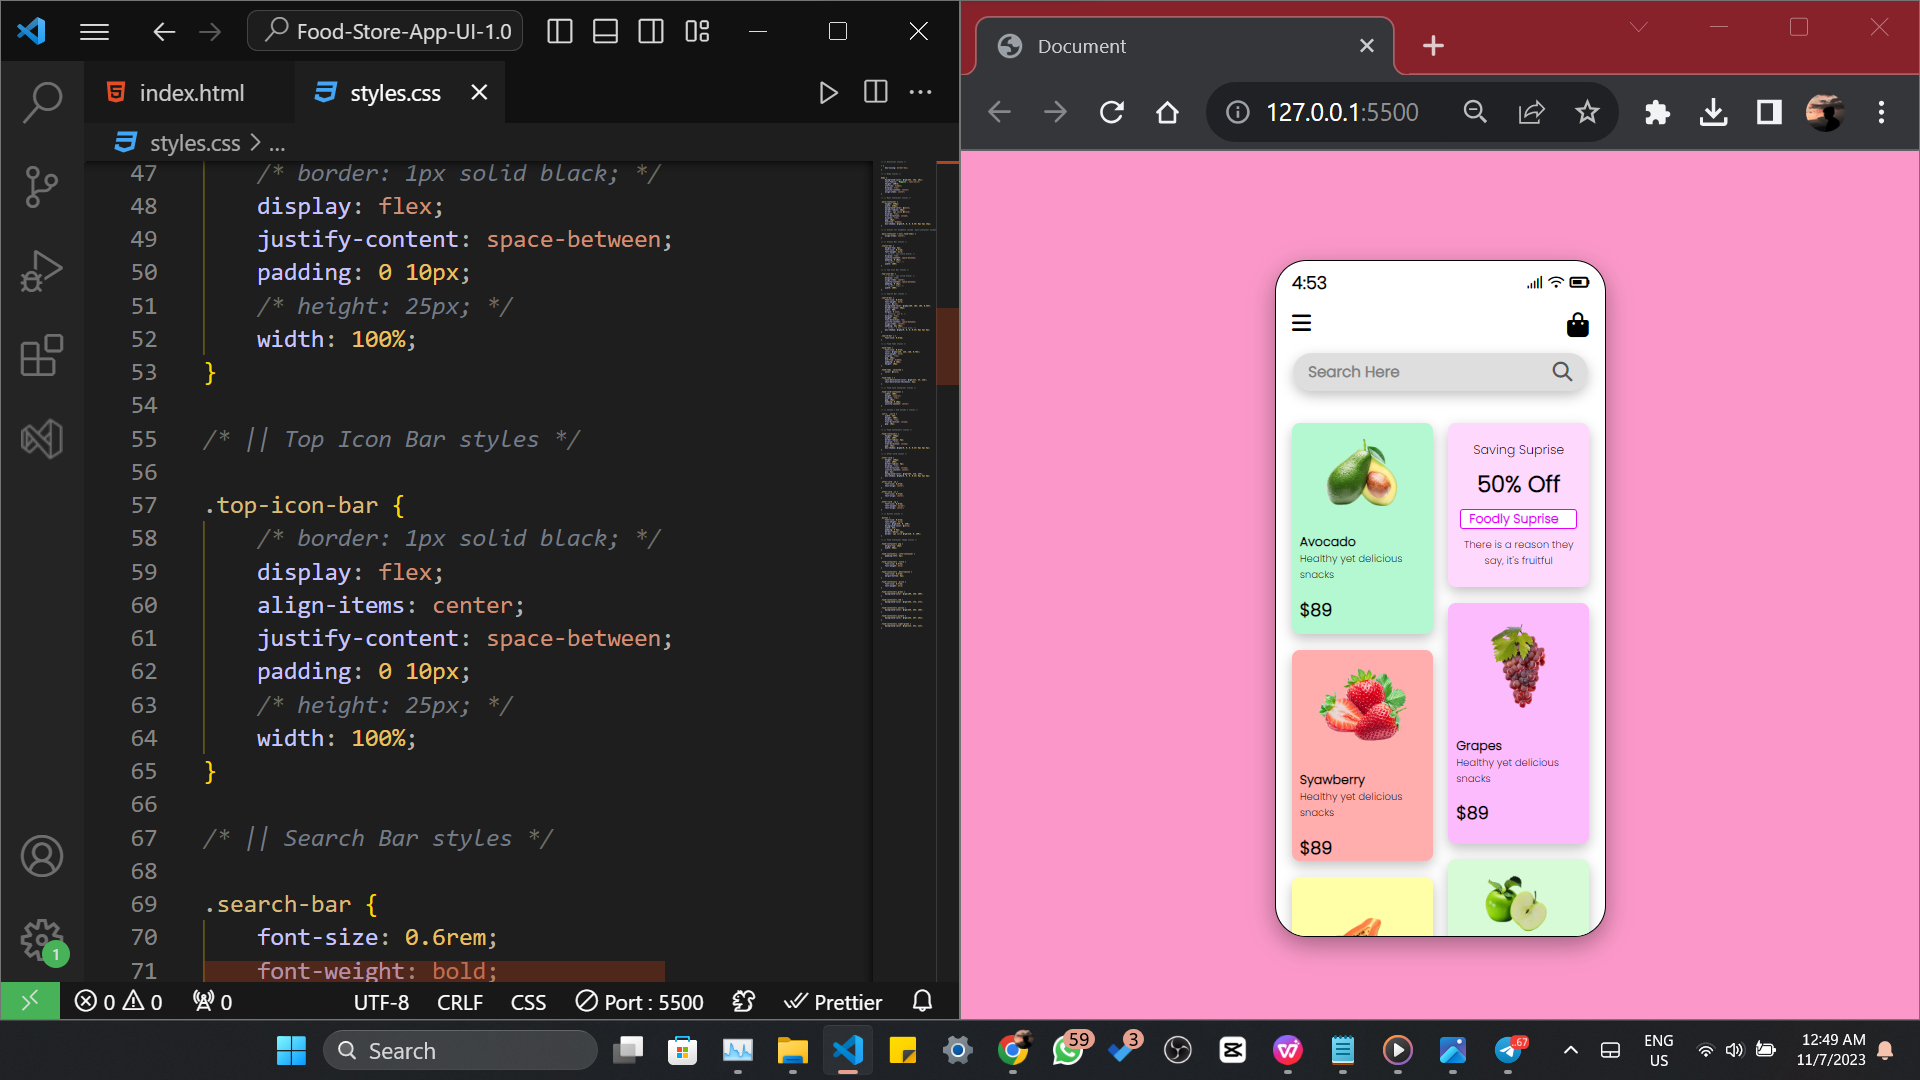 Food-Store-App-UI-1.0
index.html
styles.css
styles.css > ...
47 /* border: 1px solid black; */
48 display: flex;
49 justify-content: space-between;
50 padding: 0 10px;
51 /* height: 25px; */
52 width: 100%;
53 }
54
55 /* || Top Icon Bar styles */
56
57 .top-icon-bar {
58 /* border: 1px solid black; */
59 display: flex;
60 align-items: center;
61 justify-content: space-between;
62 padding: 0 10px;
63 /* height: 25px; */
64 width: 100%;
65 }
66
67 /* || Search Bar styles */
68
69 .search-bar {
70 font-size: 0.6rem;
71 font-weight: bold;
1
0 0 0 UTF-8 CRLF CSS Port : 5500 Prettier
Document
127.0.0.1:5500
4:53
Search Here
Avocado
Healthy yet delicious
snacks
$89
Saving Suprise
50% Off
Foodly Suprise
There is a reason they
say, it's fruitful
Syawberry
Healthy yet delicious
snacks
$89
Grapes
Healthy yet delicious
snacks
$89
Search
59
3
..67
ENG
US
12:49 AM
11/7/2023